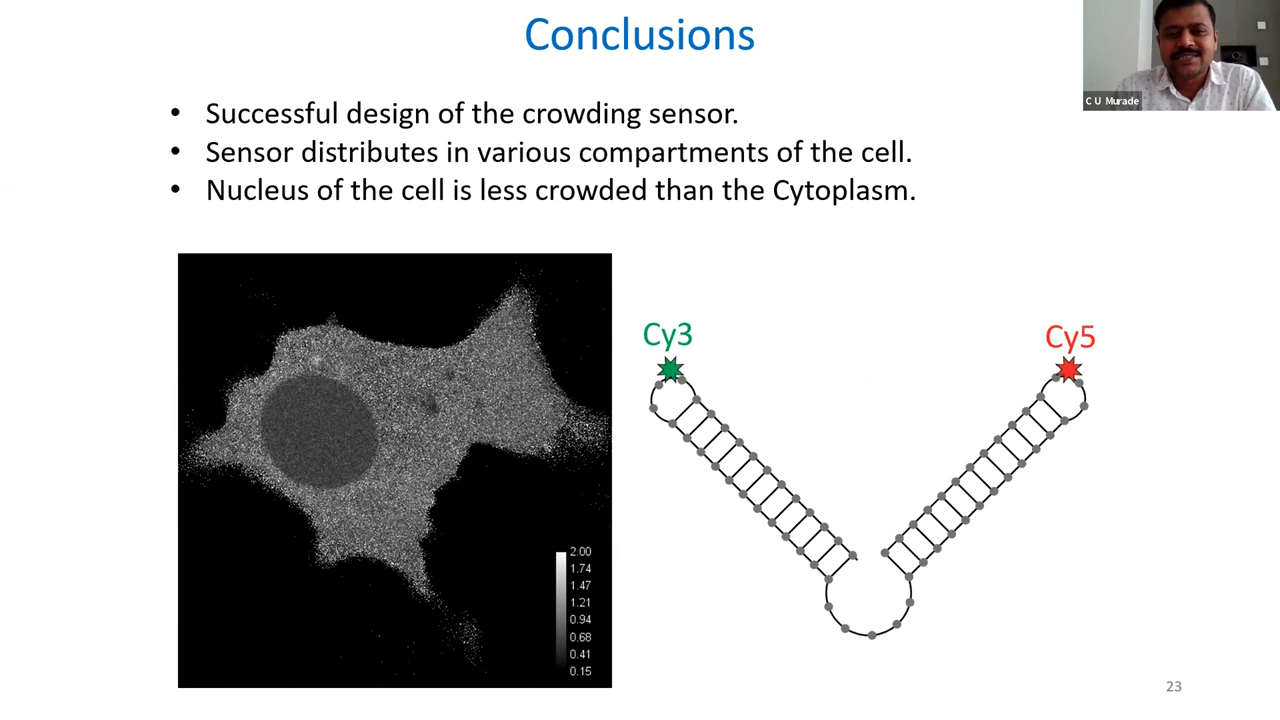 Conclusions
C U Murade
• Successful design of the crowding sensor.
• Sensor distributes in various compartments of the cell.
• Nucleus of the cell is less crowded than the Cytoplasm.
Cy3
Cy5
2.00
1.74
1.47
1.21
0.94
0.68
0.41
0.15
23